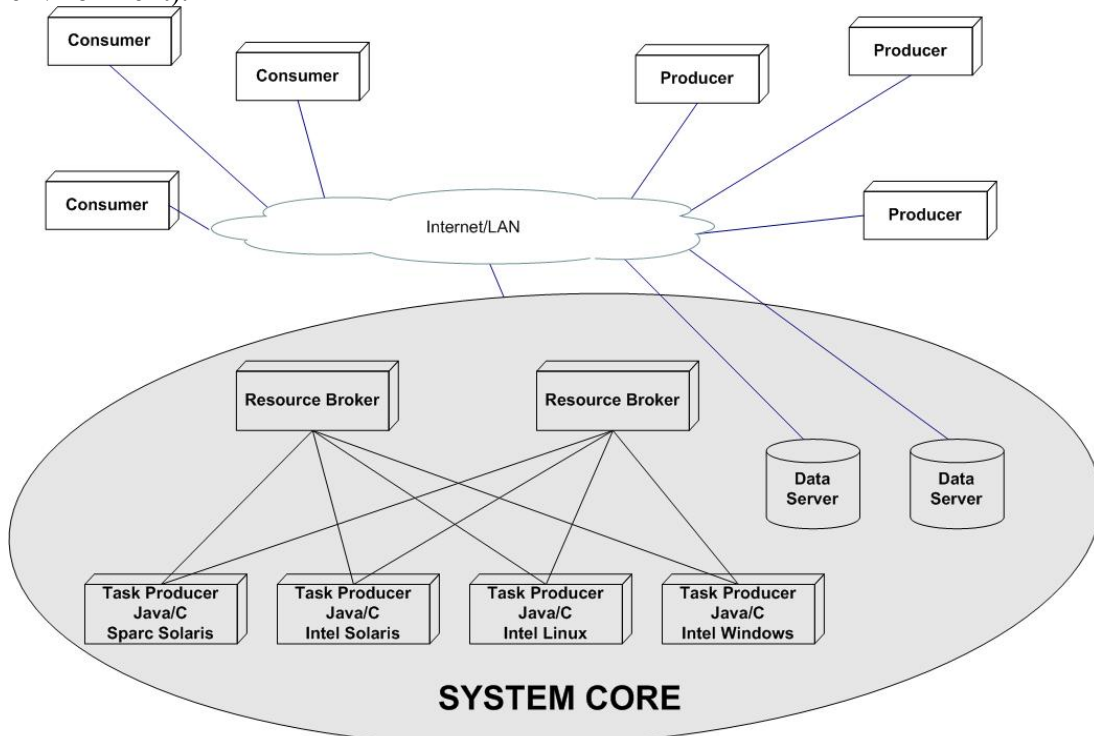 Consumer
Consumer
Producer
Producer
Consumer
Producer
Internet/LAN
Resource Broker
Resource Broker
Data
Server
Data
Server
Task Producer
Java/C
Sparc Solaris
Task Producer
Java/C
Intel Solaris
Task Producer
Java/C
Intel Linux
Task Producer
Java/C
Intel Windows
SYSTEM CORE